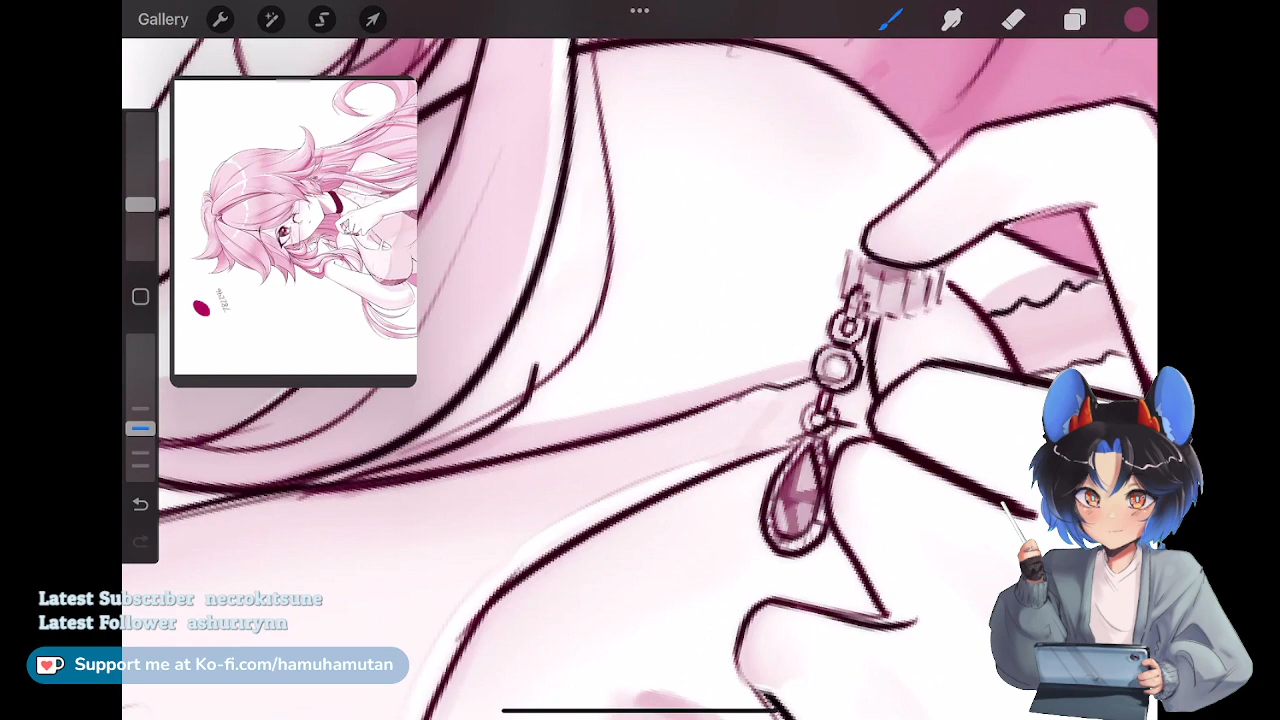 Gallery
Latest Subscriber necrokitsune
Latest Follower ashurirynn
Support me at Ko-fi.com/hamuhamutan